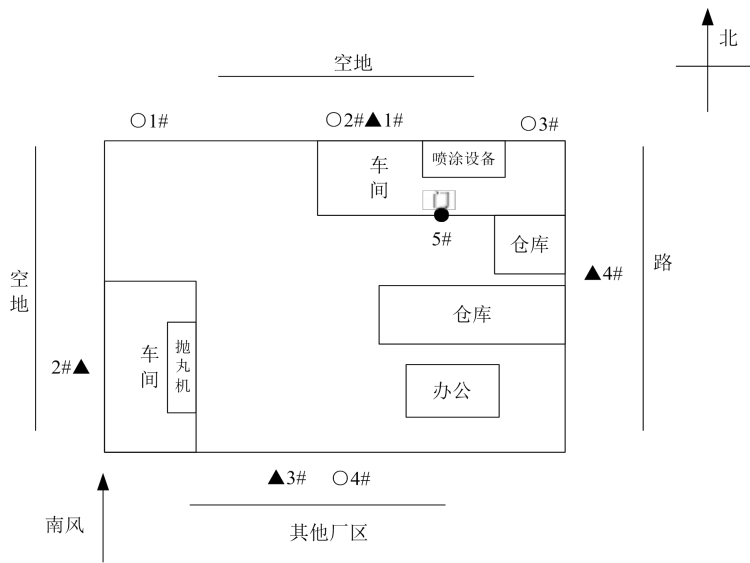 北
空地
○1#
○2#▲1#
○3#
车间
喷涂设备
门
5#
仓库
▲4#
路
空地
仓库
车间
抛丸机
2#▲
办公
▲3#
○4#
南风
其他厂区